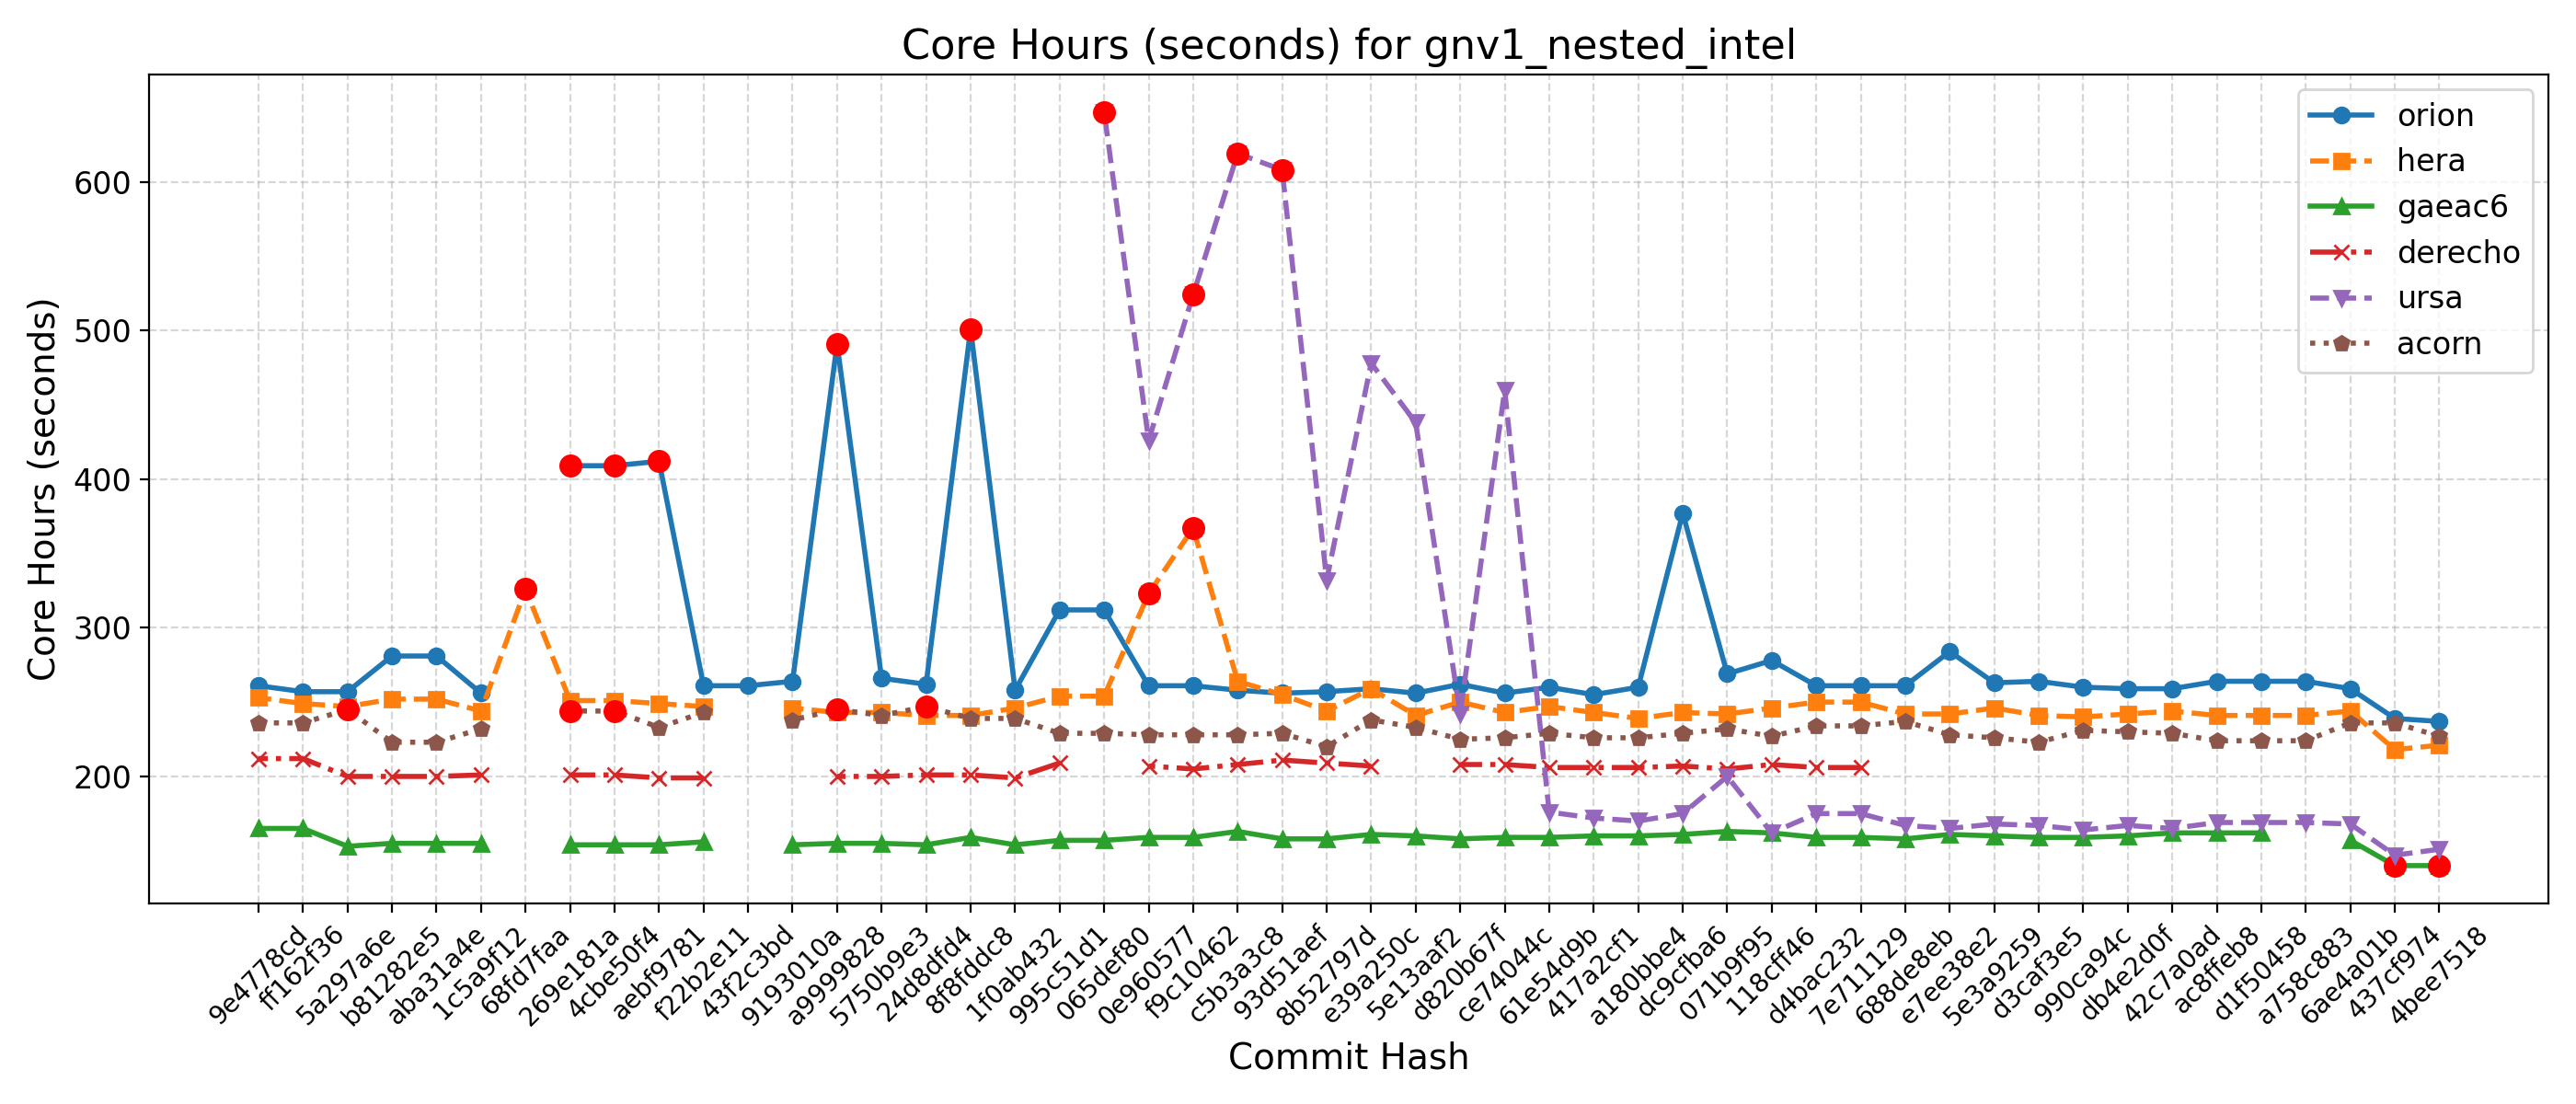 Core Hours (seconds) for gnv1_nested_intel
Core Hours (seconds)
600
500
400
300
200
orion
hera
gaeac6
derecho
ursa
acorn
9e4778cd
ff162f36
5a297a6e
b81282e5
aba31a4e
1c5a9f12
68fd7faa
269e181a
4cbe50f4
aebf9781
f22b2e11
43f2c3bd
9193010a
a9999828
5750b9e3
24d8dfd4
8f8fddc8
1f0ab432
995c51d1
065def80
0e960577
f9c10462
c5b3a3c8
93d51aef
8b52797d
e39a250c
5e13aaf2
d820b67f
ce74044c
61e54d9b
417a2cf1
a180bbe4
dc9cfba6
071b9f95
118cff46
d4bac232
7e711129
688de8eb
e7ee38e2
5e3a9259
d3caf3e5
990ca94c
db4e2d0f
42c7a0ad
ac8ffeb8
d1f50458
a758c883
6ae4a01b
437cf974
4bee7518
Commit Hash